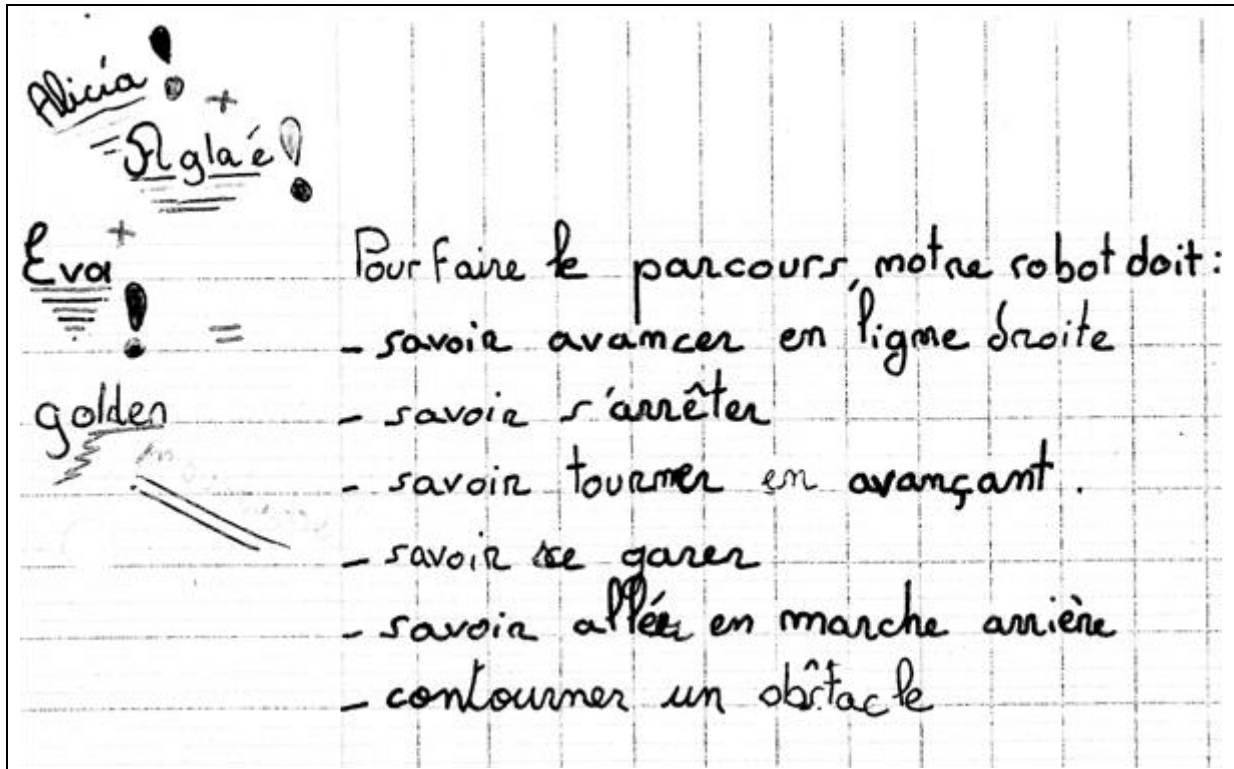 Alicia !
+
Aglaé !
+
Eva !
=
golden
Pour faire le parcours, notre robot doit :
- savoir avancer en ligne droite
- savoir s'arrêter
- savoir tourner en avançant.
- savoir se garer
- savoir allér en marche arrière
- contourner un obstacle